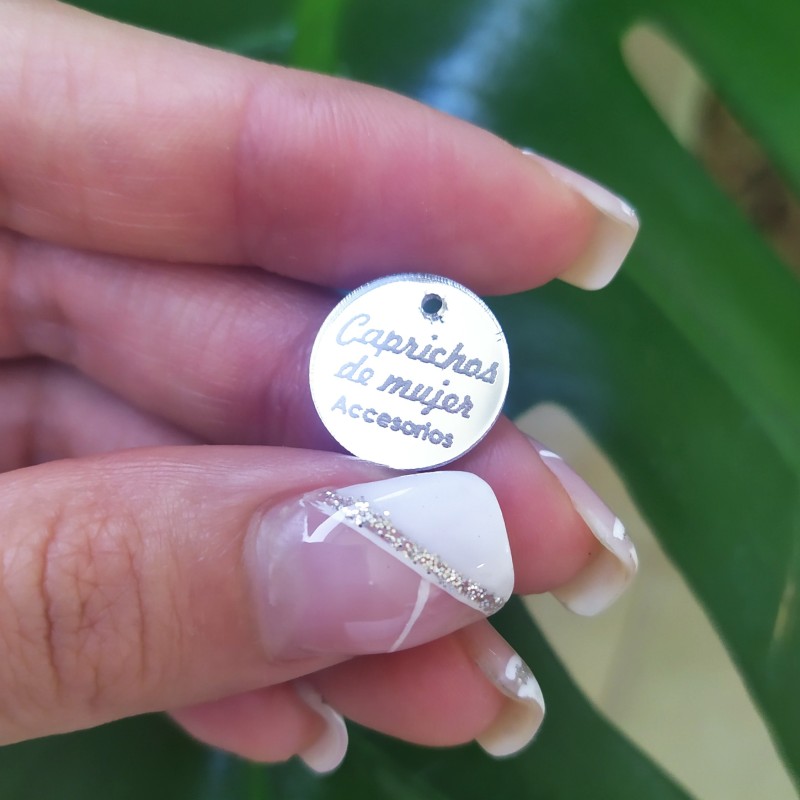 Caprichos
de mujer
Accesorios